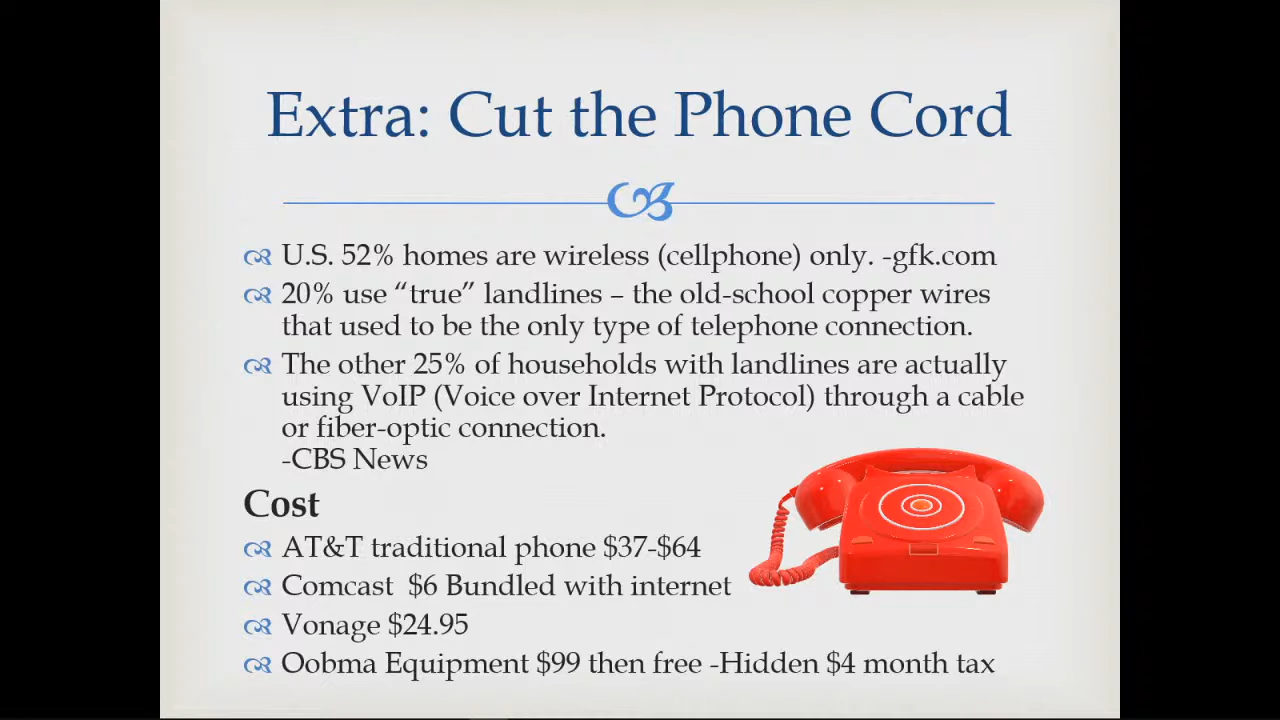 Extra: Cut the Phone Cord
U.S. 52% homes are wireless (cellphone) only. -gfk.com
20% use “true” landlines – the old-school copper wires
that used to be the only type of telephone connection.
The other 25% of households with landlines are actually
using VoIP (Voice over Internet Protocol) through a cable
or fiber-optic connection.
-CBS News
Cost
AT&T traditional phone $37-$64
Comcast  $6 Bundled with internet
Vonage $24.95
Oobma Equipment $99 then free -Hidden $4 month tax